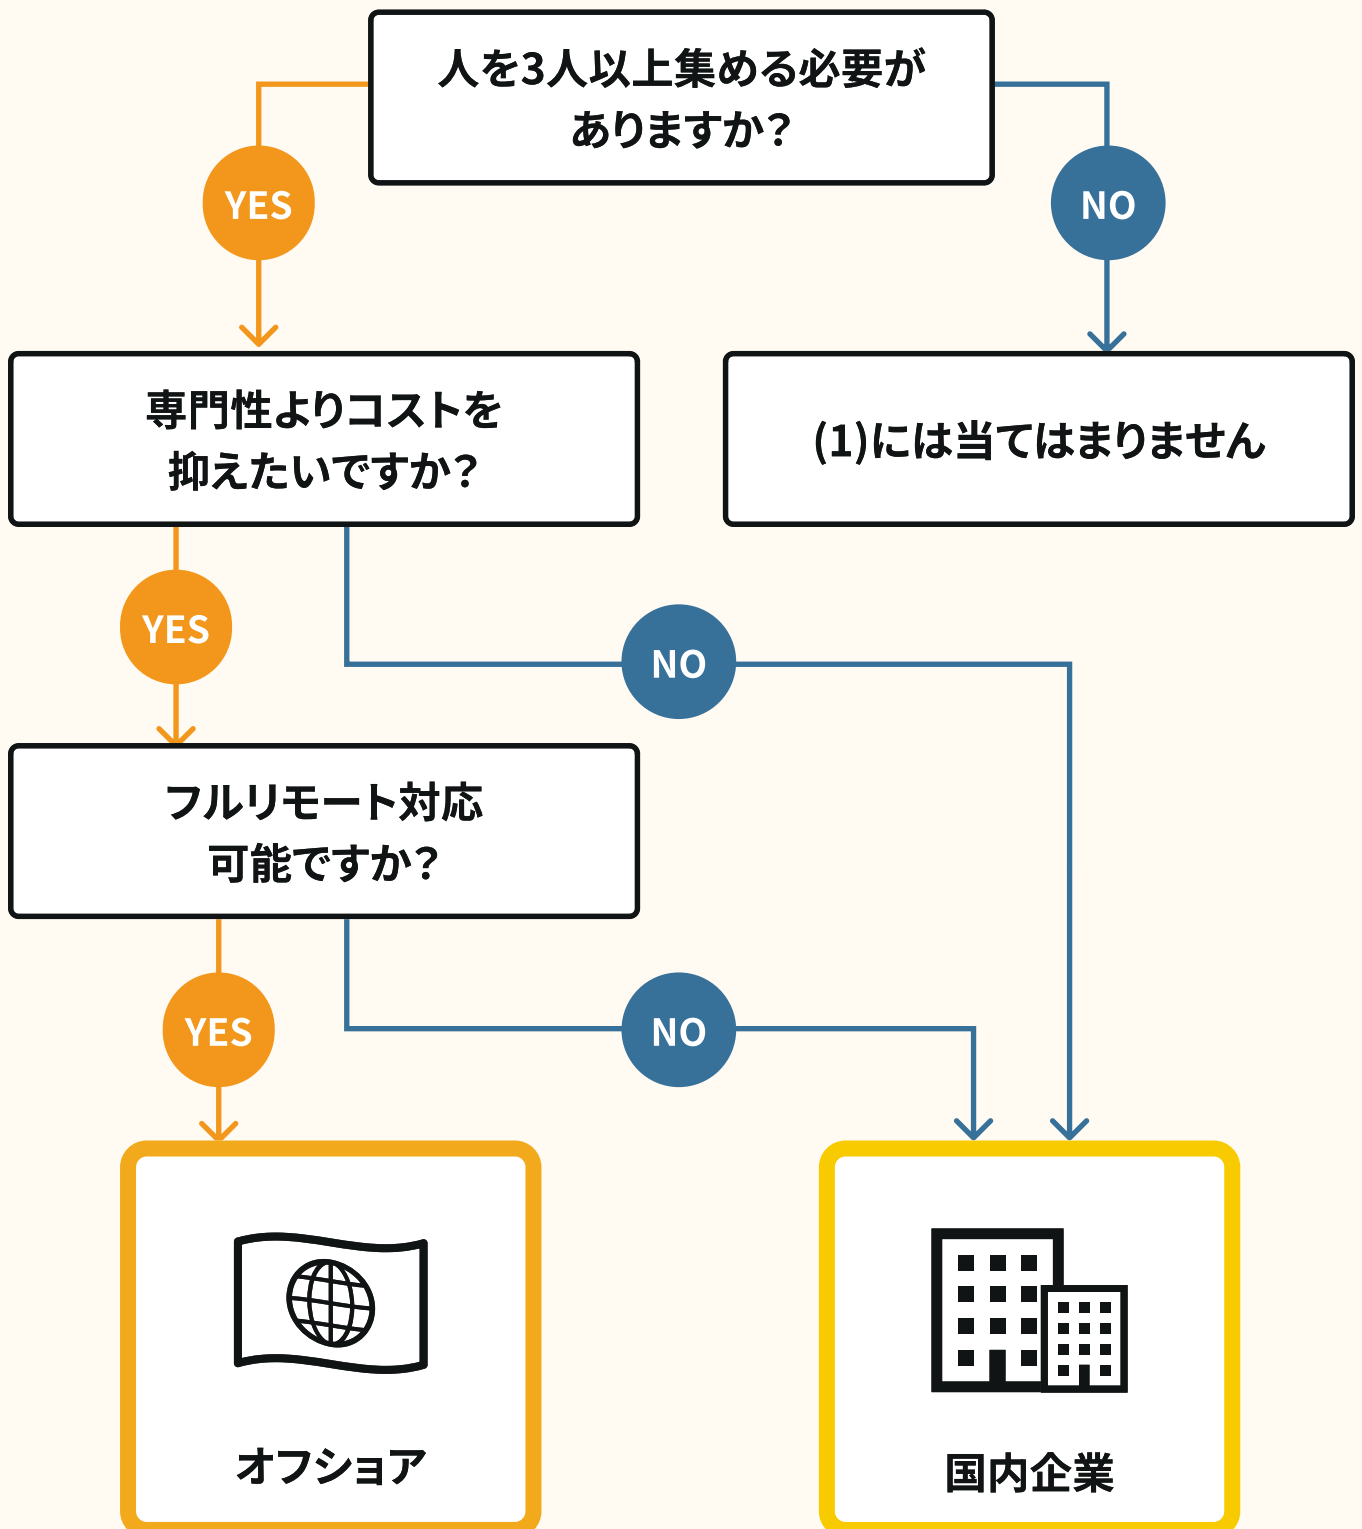 人を3人以上集める必要が
ありますか？
YES
NO
専門性よりコストを
抑えたいですか？
(1)には当てはまりません
YES
NO
フルリモート対応
可能ですか？
YES
NO
オフショア
国内企業